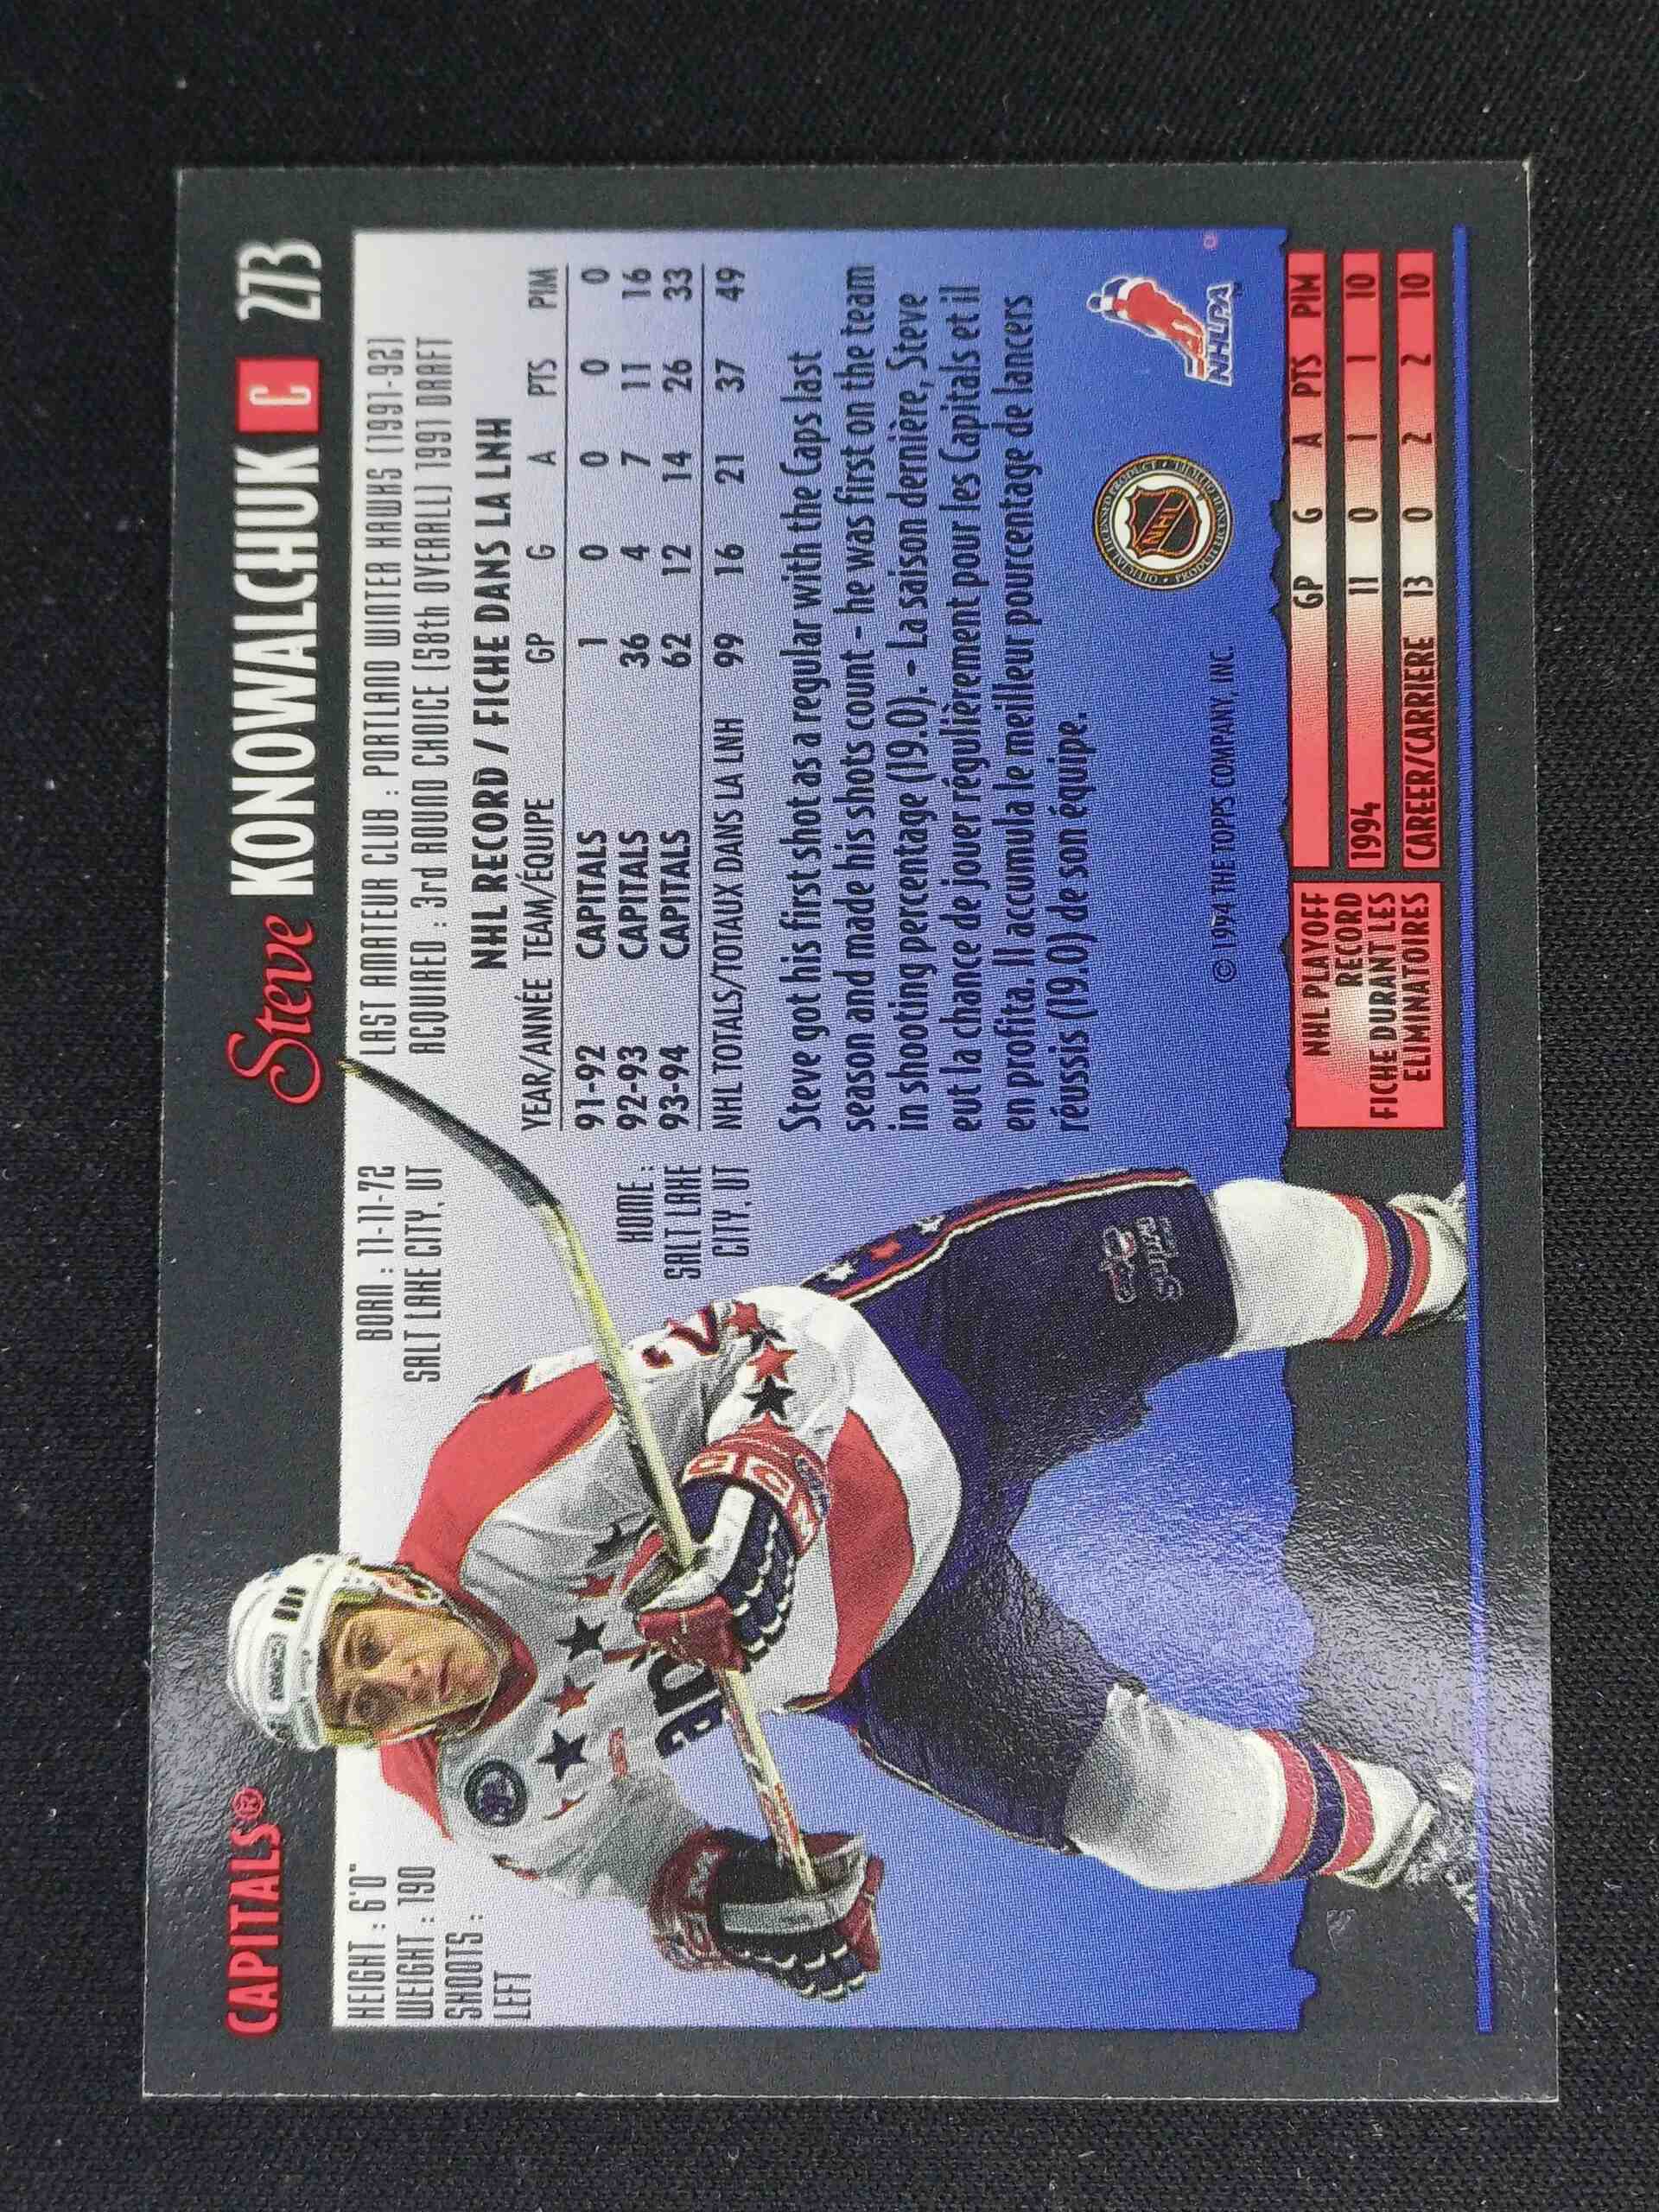 CAPITALS®
Steve KONOWALCHUK C 273
HEIGHT : 6'0"
WEIGHT : 190
SHOOTS :
LEFT
BORN : 11-11-72
SALT LAKE CITY, UT
HOME :
SALT LAKE
CITY, UT
LAST AMATEUR CLUB : PORTLAND WINTER HAWKS (1991-92)
ACQUIRED : 3rd ROUND CHOICE (58th OVERALL) 1991 DRAFT
NHL RECORD / FICHE DANS LA LNH
YEAR/ANNÉE TEAM/ÉQUIPE GP G A PTS PIM
91-92 CAPITALS 1 0 0 0 0
92-93 CAPITALS 36 4 7 11 16
93-94 CAPITALS 62 12 14 26 33
NHL TOTALS/TOTAUX DANS LA LNH 99 16 21 37 49
Steve got his first shot as a regular with the Caps last
season and made his shots count - he was first on the team
in shooting percentage (19.0). - La saison dernière, Steve
eut la chance de jouer régulièrement pour les Capitals et il
en profita. Il accumula le meilleur pourcentage de lancers
réussis (19.0) de son équipe.
© 1994 THE TOPPS COMPANY, INC.
NHL
NHLPA
NHL PLAYOFF
RECORD
FICHE DURANT LES
ELIMINATOIRES
GP G A PTS PIM
1994 11 0 1 1 10
CAREER/CARRIERE 13 0 2 2 10